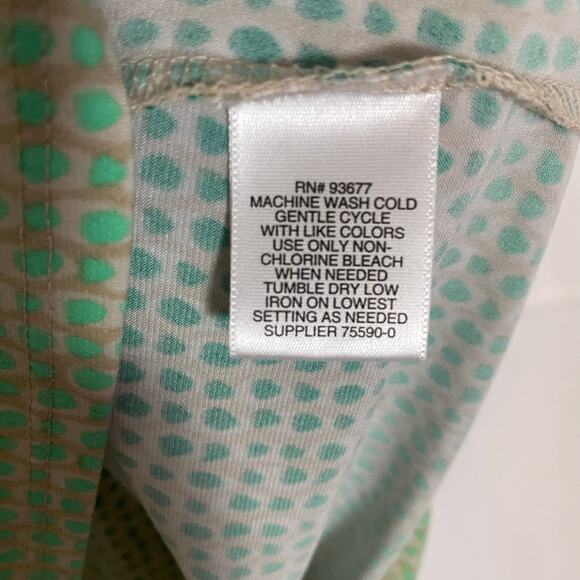 RN# 93677
MACHINE WASH COLD
GENTLE CYCLE
WITH LIKE COLORS
USE ONLY NON-
CHLORINE BLEACH
WHEN NEEDED
TUMBLE DRY LOW
IRON ON LOWEST
SETTING AS NEEDED
SUPPLIER 75590-0